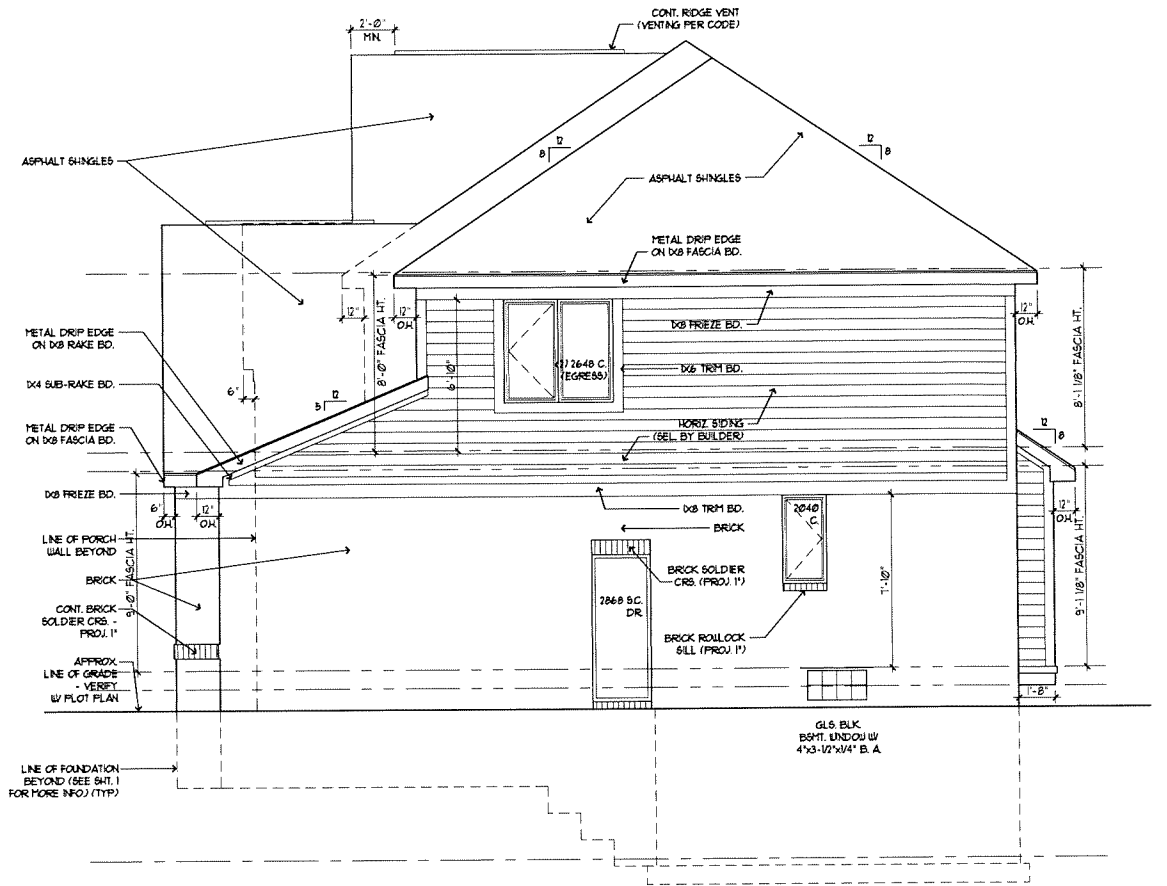 2'-0"
MIN.
CONT. RIDGE VENT
(VENTING PER CODE)
12
8
12
8
ASPHALT SHINGLES
ASPHALT SHINGLES
METAL DRIP EDGE
ON 1X8 FASCIA BD.
12"
12"
O.H.
12"
O.H.
8'-0" FASCIA HT.
6'-10"
1X8 FRIEZE BD.
8'-1 1/8" FASCIA HT.
METAL DRIP EDGE
ON 1X8 RAKE BD.
(2) 2648 C.
(EGRESS)
1X6 TRIM BD.
1X4 SUB-RAKE BD.
6"
12
5
HORIZ SIDING
(SEL. BY BUILDER)
METAL DRIP EDGE
ON 1X8 FASCIA BD.
12
8
1X8 FRIEZE BD.
6"
O.H.
12"
O.H.
1X8 TRIM BD.
2040
C.
12"
O.H.
BRICK
LINE OF PORCH
WALL BEYOND
9'-0" FASCIA HT.
BRICK
BRICK SOLDIER
CRS. (PROJ. 1")
7'-10"
9'-1 1/8" FASCIA HT.
2868 S.C.
DR.
CONT. BRICK
SOLDIER CRS. -
PROJ. 1"
BRICK ROWLOCK
SILL (PROJ. 1")
APPROX.
LINE OF GRADE
- VERIFY
W/ PLOT PLAN
1'-8"
GLS. BLK.
BSMT. WINDOW W/
4"x3-1/2"x1/4" B. A.
LINE OF FOUNDATION
BEYOND (SEE SHT. 1
FOR MORE INFO.) (TYP)